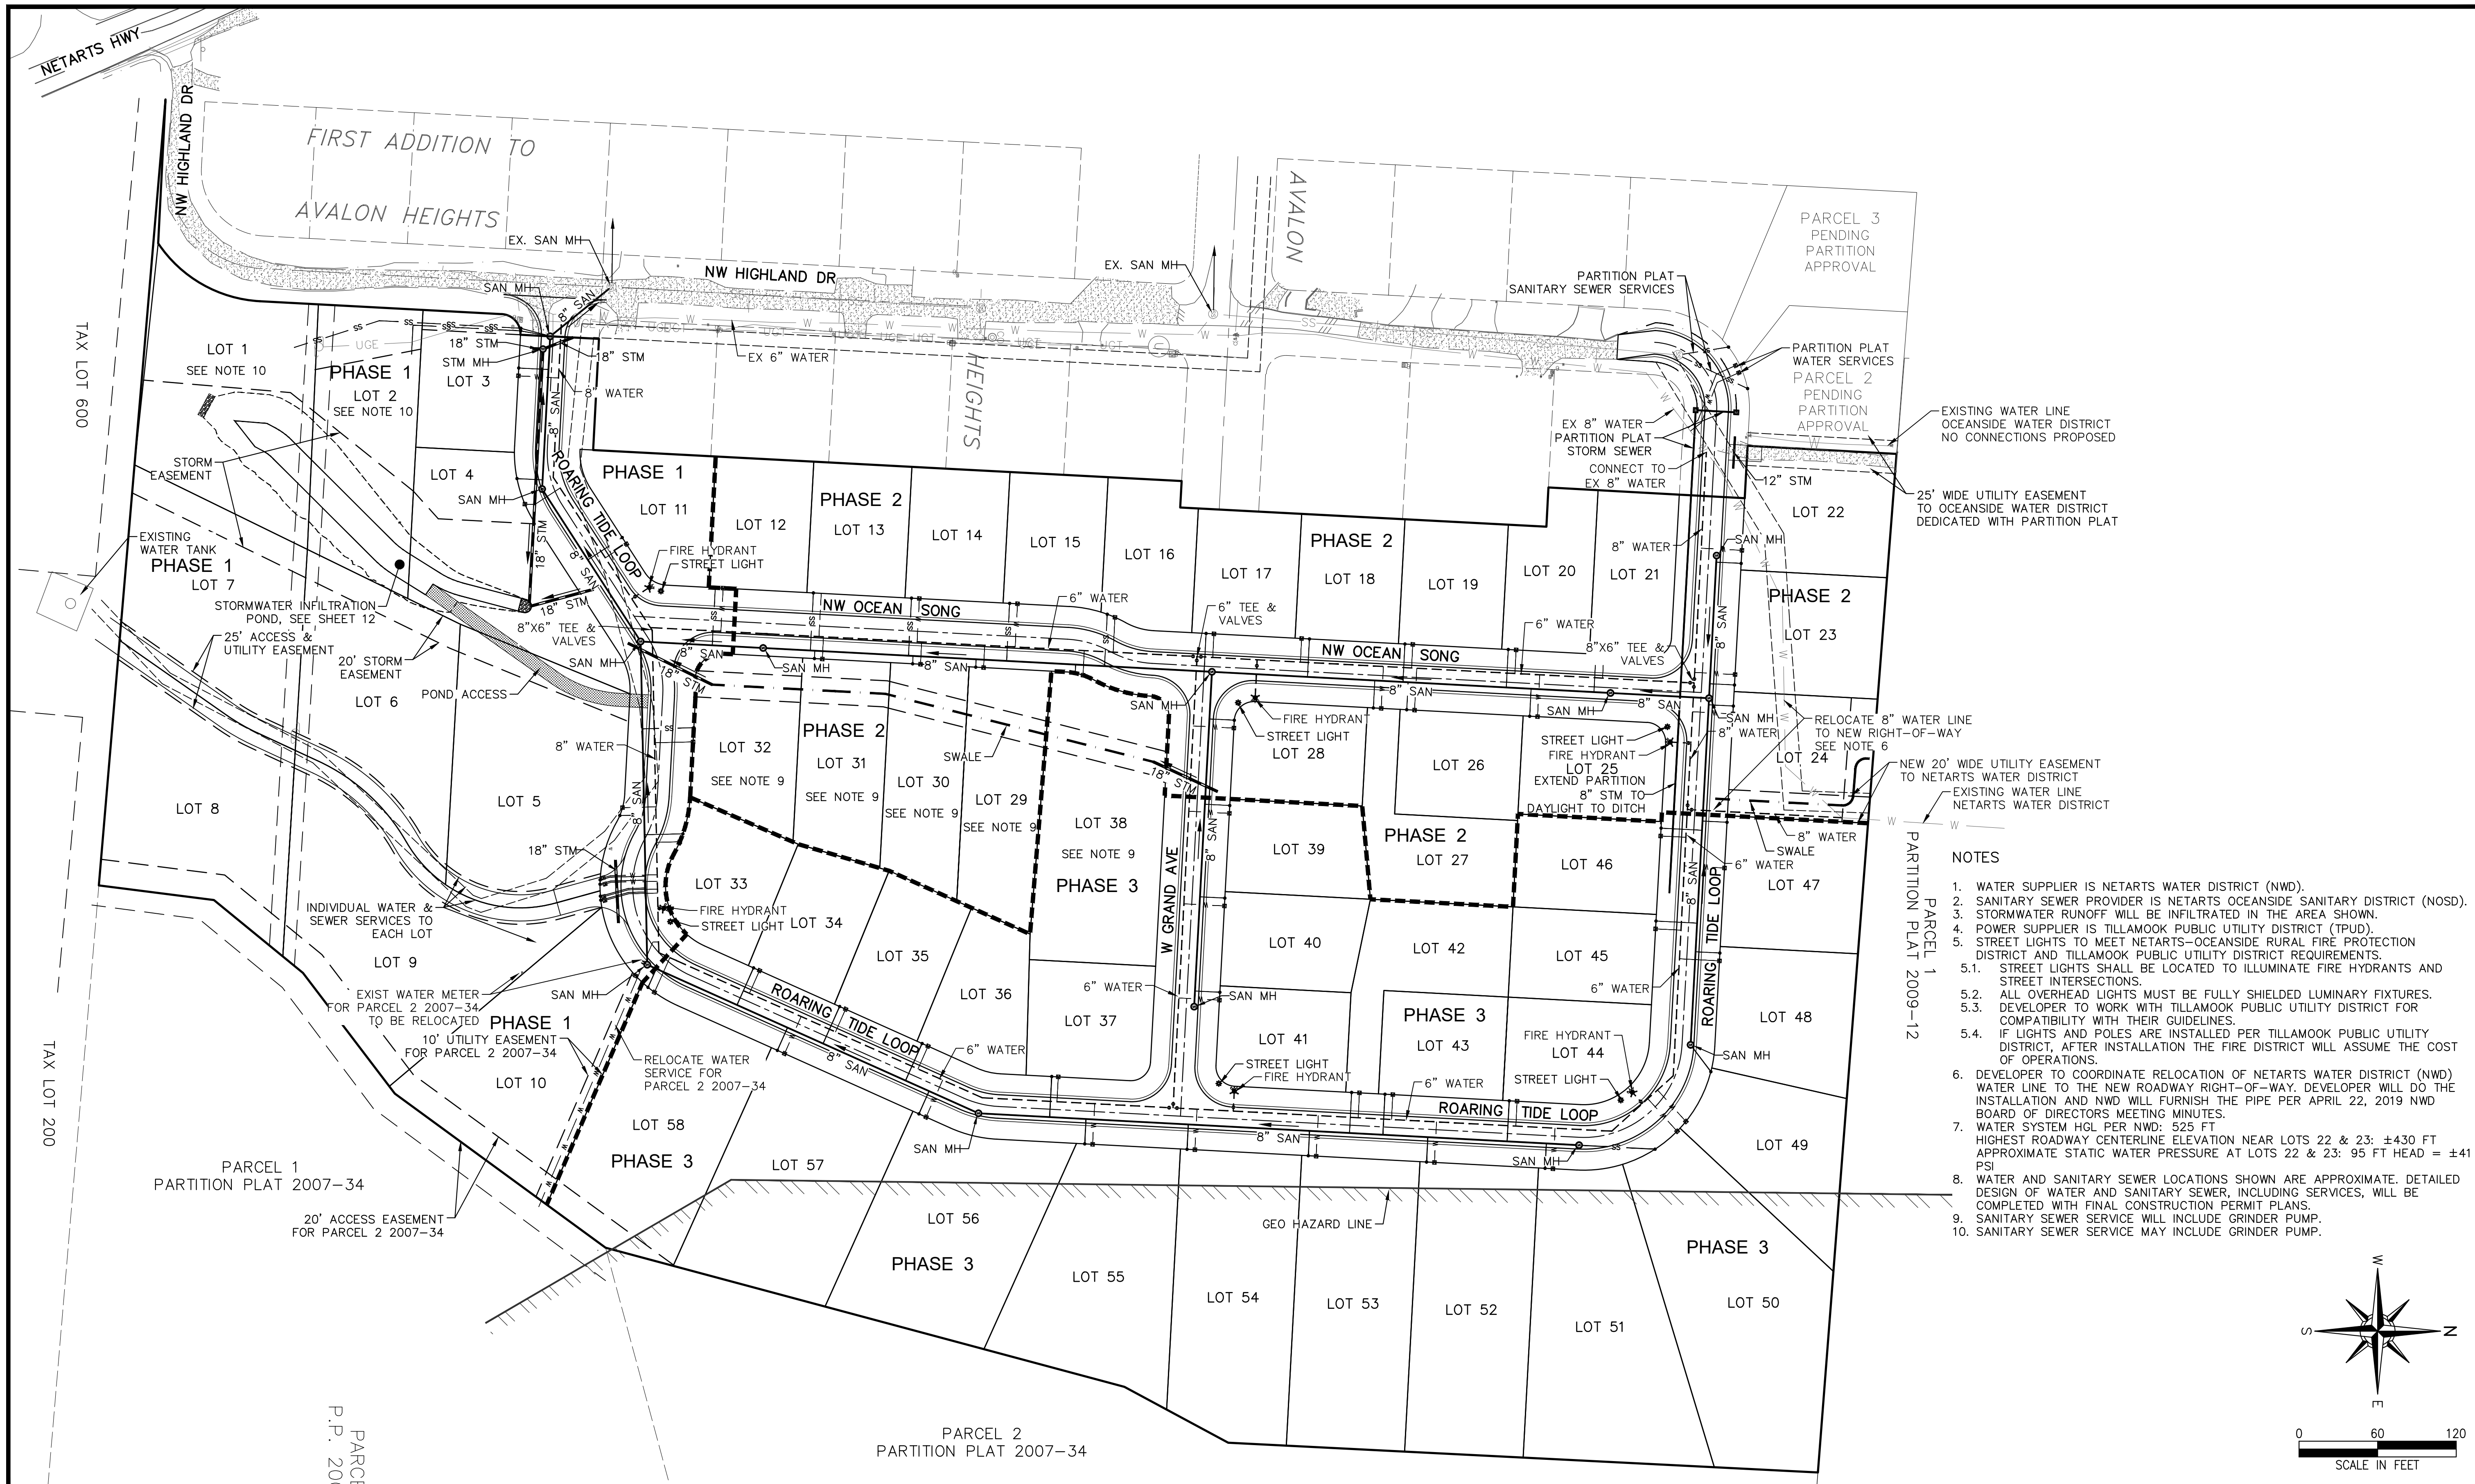 NETARTS HWY
NW HIGHLAND DR
FIRST ADDITION TO
AVALON HEIGHTS
EX. SAN MH
NW HIGHLAND DR
EX. SAN MH
AVALON
HEIGHTS
PARCEL 3
PENDING
PARTITION
APPROVAL
PARTITION PLAT
SANITARY SEWER SERVICES
PARTITION PLAT
WATER SERVICES
PARCEL 2
PENDING
PARTITION
APPROVAL
EXISTING WATER LINE
OCEANSIDE WATER DISTRICT
NO CONNECTIONS PROPOSED
25' WIDE UTILITY EASEMENT
TO OCEANSIDE WATER DISTRICT
DEDICATED WITH PARTITION PLAT
EX 8" WATER
PARTITION PLAT
STORM SEWER
CONNECT TO
EX 8" WATER
12" STM
TAX LOT 600
SAN MH
8" SAN
18" STM
STM MH
18" STM
EX 6" WATER
8" WATER
8" SAN
UGE
UGE
UGT
LOT 1
SEE NOTE 10
PHASE 1
LOT 2
SEE NOTE 10
LOT 3
LOT 4
SAN MH
ROARING TIDE LOOP
STORM
EASEMENT
EXISTING
WATER TANK
PHASE 1
LOT 7
STORMWATER INFILTRATION
POND, SEE SHEET 12
25' ACCESS &
UTILITY EASEMENT
20' STORM
EASEMENT
LOT 6
POND ACCESS
18" STM
18" STM
8" SAN
8"X6" TEE &
VALVES
SAN MH
PHASE 1
LOT 11
FIRE HYDRANT
STREET LIGHT
LOT 12
PHASE 2
LOT 13
LOT 14
LOT 15
LOT 16
LOT 17
PHASE 2
LOT 18
LOT 19
LOT 20
LOT 21
8" WATER
SAN MH
LOT 22
PHASE 2
LOT 23
NW OCEAN SONG
6" WATER
6" TEE &
VALVES
6" WATER
NW OCEAN SONG
8"X6" TEE &
VALVES
8" SAN
8" SAN
SAN MH
8" SAN
18" STM
SAN MH
8" SAN
SAN MH
8" SAN
SAN MH
8" WATER
RELOCATE 8" WATER LINE
TO NEW RIGHT-OF-WAY
SEE NOTE 6
LOT 24
NEW 20' WIDE UTILITY EASEMENT
TO NETARTS WATER DISTRICT
EXISTING WATER LINE
NETARTS WATER DISTRICT
8" WATER
SWALE
6" WATER
LOT 8
LOT 5
8" WATER
8" SAN
18" STM
LOT 32
SEE NOTE 9
PHASE 2
LOT 31
SEE NOTE 9
LOT 30
SEE NOTE 9
SWALE
LOT 29
SEE NOTE 9
LOT 38
SEE NOTE 9
PHASE 3
18" STM
FIRE HYDRANT
STREET LIGHT
LOT 28
LOT 26
STREET LIGHT
FIRE HYDRANT
LOT 25
EXTEND PARTITION
8" STM TO
DAYLIGHT TO DITCH
PHASE 2
LOT 27
LOT 39
LOT 46
LOT 47
8" SAN
W GRAND AVE
8" SAN
ROARING TIDE LOOP
LOT 33
FIRE HYDRANT
STREET LIGHT
LOT 34
LOT 35
LOT 36
LOT 37
LOT 40
LOT 42
LOT 45
6" WATER
SAN MH
6" WATER
LOT 41
PHASE 3
LOT 43
FIRE HYDRANT
LOT 44
STREET LIGHT
LOT 48
SAN MH
INDIVIDUAL WATER &
SEWER SERVICES TO
EACH LOT
LOT 9
EXIST WATER METER
FOR PARCEL 2 2007-34
TO BE RELOCATED
SAN MH
PHASE 1
10' UTILITY EASEMENT
FOR PARCEL 2 2007-34
LOT 10
RELOCATE WATER
SERVICE FOR
PARCEL 2 2007-34
ROARING TIDE LOOP
6" WATER
8" SAN
STREET LIGHT
FIRE HYDRANT
6" WATER
ROARING TIDE LOOP
8" SAN
SAN MH
SAN MH
LOT 49
LOT 58
PHASE 3
LOT 57
LOT 56
PHASE 3
LOT 55
LOT 54
LOT 53
LOT 52
LOT 51
PHASE 3
LOT 50
GEO HAZARD LINE
TAX LOT 200
PARCEL 1
PARTITION PLAT 2007-34
20' ACCESS EASEMENT
FOR PARCEL 2 2007-34
PARCEL 2
PARTITION PLAT 2007-34
PARCEL 1
PARTITION PLAT 2009-12
NOTES
1. WATER SUPPLIER IS NETARTS WATER DISTRICT (NWD).
2. SANITARY SEWER PROVIDER IS NETARTS OCEANSIDE SANITARY DISTRICT (NOSD).
3. STORMWATER RUNOFF WILL BE INFILTRATED IN THE AREA SHOWN.
4. POWER SUPPLIER IS TILLAMOOK PUBLIC UTILITY DISTRICT (TPUD).
5. STREET LIGHTS TO MEET NETARTS-OCEANSIDE RURAL FIRE PROTECTION
DISTRICT AND TILLAMOOK PUBLIC UTILITY DISTRICT REQUIREMENTS.
5.1. STREET LIGHTS SHALL BE LOCATED TO ILLUMINATE FIRE HYDRANTS AND
STREET INTERSECTIONS.
5.2. ALL OVERHEAD LIGHTS MUST BE FULLY SHIELDED LUMINARY FIXTURES.
5.3. DEVELOPER TO WORK WITH TILLAMOOK PUBLIC UTILITY DISTRICT FOR
COMPATIBILITY WITH THEIR GUIDELINES.
5.4. IF LIGHTS AND POLES ARE INSTALLED PER TILLAMOOK PUBLIC UTILITY
DISTRICT, AFTER INSTALLATION THE FIRE DISTRICT WILL ASSUME THE COST
OF OPERATIONS.
6. DEVELOPER TO COORDINATE RELOCATION OF NETARTS WATER DISTRICT (NWD)
WATER LINE TO THE NEW ROADWAY RIGHT-OF-WAY. DEVELOPER WILL DO THE
INSTALLATION AND NWD WILL FURNISH THE PIPE PER APRIL 22, 2019 NWD
BOARD OF DIRECTORS MEETING MINUTES.
7. WATER SYSTEM HGL PER NWD: 525 FT
HIGHEST ROADWAY CENTERLINE ELEVATION NEAR LOTS 22 & 23: ±430 FT
APPROXIMATE STATIC WATER PRESSURE AT LOTS 22 & 23: 95 FT HEAD = ±41
PSI
8. WATER AND SANITARY SEWER LOCATIONS SHOWN ARE APPROXIMATE. DETAILED
DESIGN OF WATER AND SANITARY SEWER, INCLUDING SERVICES, WILL BE
COMPLETED WITH FINAL CONSTRUCTION PERMIT PLANS.
9. SANITARY SEWER SERVICE WILL INCLUDE GRINDER PUMP.
10. SANITARY SEWER SERVICE MAY INCLUDE GRINDER PUMP.
W
S
N
E
0 60 120
SCALE IN FEET